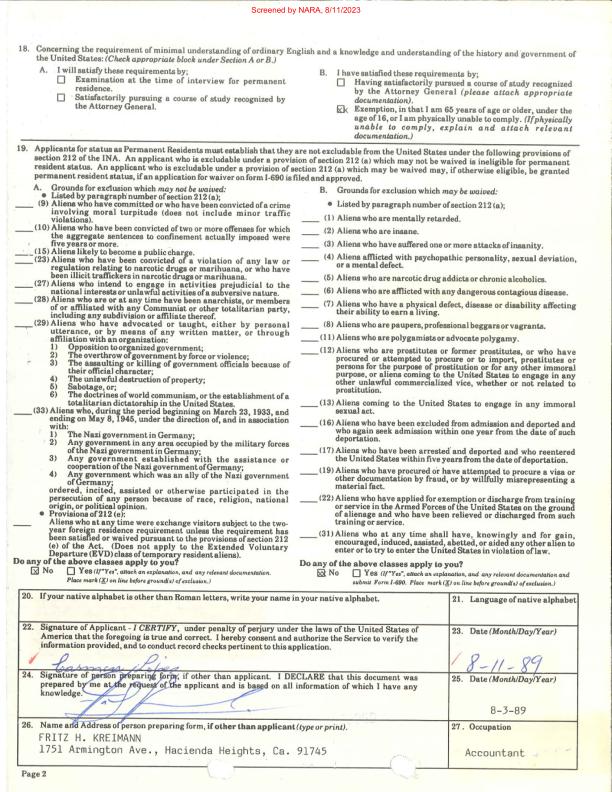 Screened by NARA, 8/11/2023
18. Concerning the requirement of minimal understanding of ordinary English and a knowledge and understanding of the history and government of
the United States: (Check appropriate block under Section A or B.)
A. I will satisfy these requirements by;
Examination at the time of interview for permanent
residence.
Satisfactorily pursuing a course of study recognized by
the Attorney General.
B. I have satisfied these requirements by;
Having satisfactorily pursued a course of study recognized
by the Attorney General (please attach appropriate
documentation).
Exemption, in that I am 65 years of age or older, under the
age of 16, or I am physically unable to comply. (If physically
unable to comply, explain and attach relevant
documentation.)
19. Applicants for status as Permanent Residents must establish that they are not excludable from the United States under the following provisions of
section 212 of the INA. An applicant who is excludable under a provision of section 212 (a) which may not be waived is ineligible for permanent
resident status. An applicant who is excludable under a provision of section 212 (a) which may be waived may, if otherwise eligible, be granted
permanent resident status, if an application for waiver on form I-690 is filed and approved.
A. Grounds for exclusion which may not be waived:
● Listed by paragraph number of section 212 (a);
(9) Aliens who have committed or who have been convicted of a crime
involving moral turpitude (does not include minor traffic
violations).
(10) Aliens who have been convicted of two or more offenses for which
the aggregate sentences to confinement actually imposed were
five years or more.
(15) Aliens likely to become a public charge.
(23) Aliens who have been convicted of a violation of any law or
regulation relating to narcotic drugs or marihuana, or who have
been illicit traffickers in narcotic drugs or marihuana.
(27) Aliens who intend to engage in activities prejudicial to the
national interests or unlawful activities of a subversive nature.
(28) Aliens who are or at any time have been anarchists, or members
of or affiliated with any Communist or other totalitarian party,
including any subdivision or affiliate thereof.
(29) Aliens who have advocated or taught, either by personal
utterance, or by means of any written matter, or through
affiliation with an organization:
1) Opposition to organized government;
2) The overthrow of government by force or violence;
3) The assaulting or killing of government officials because of
their official character;
4) The unlawful destruction of property;
5) Sabotage, or;
6) The doctrines of world communism, or the establishment of a
totalitarian dictatorship in the United States.
(33) Aliens who, during the period beginning on March 23, 1933, and
ending on May 8, 1945, under the direction of, and in association
with:
1) The Nazi government in Germany;
2) Any government in any area occupied by the military forces
of the Nazi government in Germany;
3) Any government established with the assistance or
cooperation of the Nazi government of Germany;
4) Any government which was an ally of the Nazi government
of Germany;
ordered, incited, assisted or otherwise participated in the
persecution of any person because of race, religion, national
origin, or political opinion.
● Provisions of 212 (e):
Aliens who at any time were exchange visitors subject to the two-
year foreign residence requirement unless the requirement has
been satisfied or waived pursuant to the provisions of section 212
(e) of the Act. (Does not apply to the Extended Voluntary
Departure (EVD) class of temporary resident aliens).
Do any of the above classes apply to you?
No Yes (If "Yes", attach an explanation, and any relevant documentation.
Place mark (X) on line before ground(s) of exclusion.)
B. Grounds for exclusion which may be waived:
● Listed by paragraph number of section 212 (a);
(1) Aliens who are mentally retarded.
(2) Aliens who are insane.
(3) Aliens who have suffered one or more attacks of insanity.
(4) Aliens afflicted with psychopathic personality, sexual deviation,
or a mental defect.
(5) Aliens who are narcotic drug addicts or chronic alcoholics.
(6) Aliens who are afflicted with any dangerous contagious disease.
(7) Aliens who have a physical defect, disease or disability affecting
their ability to earn a living.
(8) Aliens who are paupers, professional beggars or vagrants.
(11) Aliens who are polygamists or advocate polygamy.
(12) Aliens who are prostitutes or former prostitutes, or who have
procured or attempted to procure or to import, prostitutes or
persons for the purpose of prostitution or for any other immoral
purpose, or aliens coming to the United States to engage in any
other unlawful commercialized vice, whether or not related to
prostitution.
(13) Aliens coming to the United States to engage in any immoral
sexual act.
(16) Aliens who have been excluded from admission and deported and
who again seek admission within one year from the date of such
deportation.
(17) Aliens who have been arrested and deported and who reentered
the United States within five years from the date of deportation.
(19) Aliens who have procured or have attempted to procure a visa or
other documentation by fraud, or by willfully misrepresenting a
material fact.
(22) Aliens who have applied for exemption or discharge from training
or service in the Armed Forces of the United States on the ground
of alienage and who have been relieved or discharged from such
training or service.
(31) Aliens who at any time shall have, knowingly and for gain,
encouraged, induced, assisted, abetted, or aided any other alien to
enter or to try to enter the United States in violation of law.
Do any of the above classes apply to you?
No Yes (If "Yes", attach an explanation, and any relevant documentation and
submit Form I-690. Place mark (X) on line before ground(s) of exclusion.)
20. If your native alphabet is other than Roman letters, write your name in your native alphabet.
21. Language of native alphabet
22. Signature of Applicant - I CERTIFY, under penalty of perjury under the laws of the United States of
America that the foregoing is true and correct. I hereby consent and authorize the Service to verify the
information provided, and to conduct record checks pertinent to this application.
Carmen López
23. Date (Month/Day/Year)
8-11-89
24. Signature of person preparing form, if other than applicant. I DECLARE that this document was
prepared by me at the request of the applicant and is based on all information of which I have any
knowledge.
25. Date (Month/Day/Year)
8-3-89
26. Name and Address of person preparing form, if other than applicant (type or print).
FRITZ H. KREIMANN
1751 Armington Ave., Hacienda Heights, Ca. 91745
27. Occupation
Accountant
Page 2